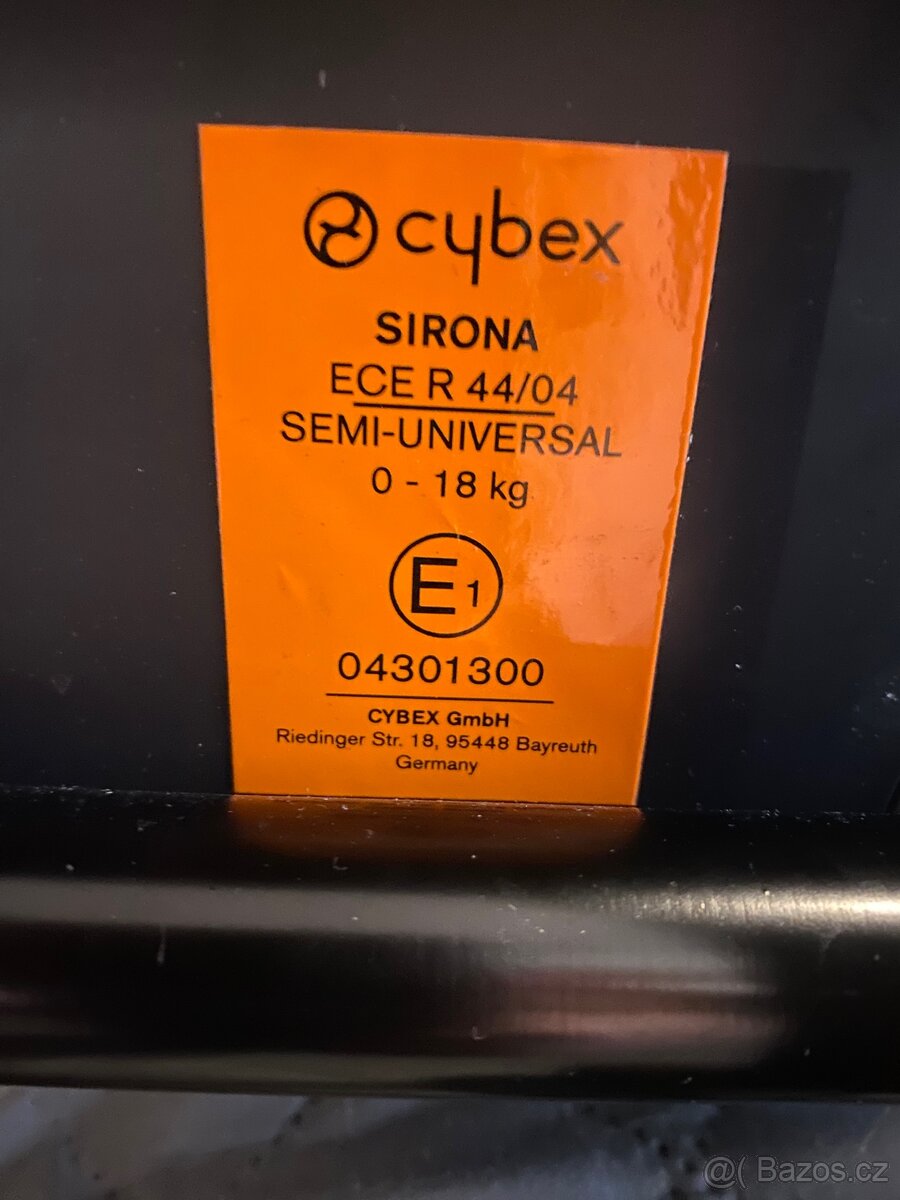 cybex
SIRONA
ECE R 44/04
SEMI-UNIVERSAL
0 - 18 kg
E1
04301300
CYBEX GmbH
Riedinger Str. 18, 95448 Bayreuth
Germany
@( Bazos.cz